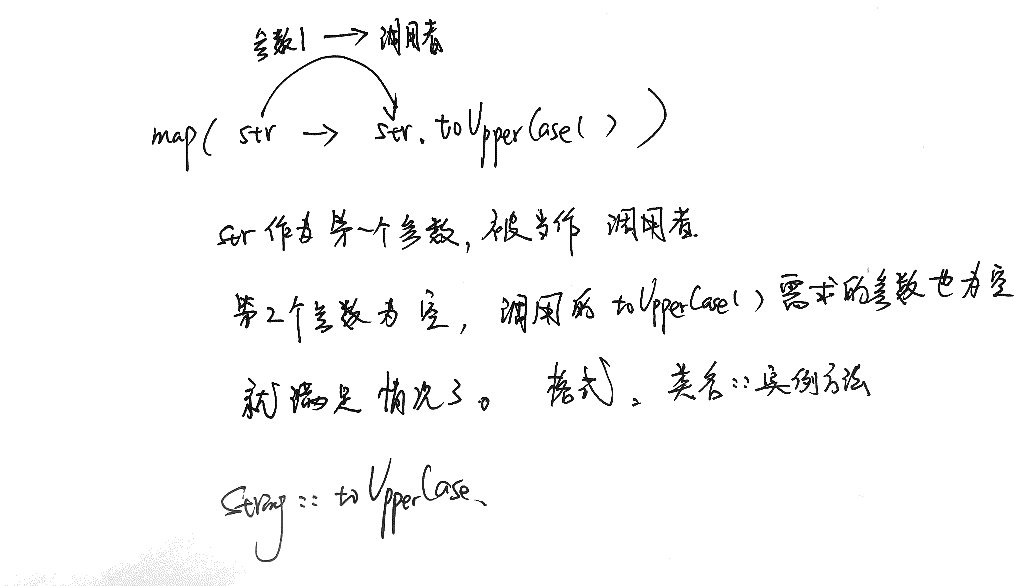 参数1 → 调用者
map( str → str.toUpperCase() )
str 作为第一个参数, 被当作 调用者.
第2个参数为空, 调用的 toUpperCase() 需求的参数也为空
就满足情况3。 格式、类名::实例方法
String::toUpperCase、